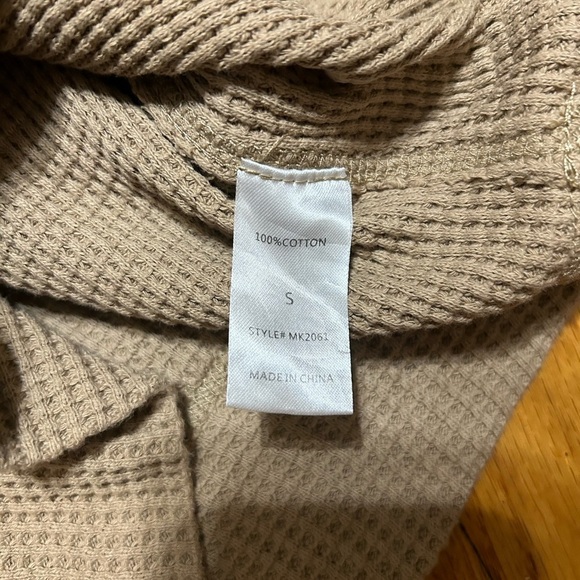 100%COTTON
S
STYLE# MK2061
MADE IN CHINA